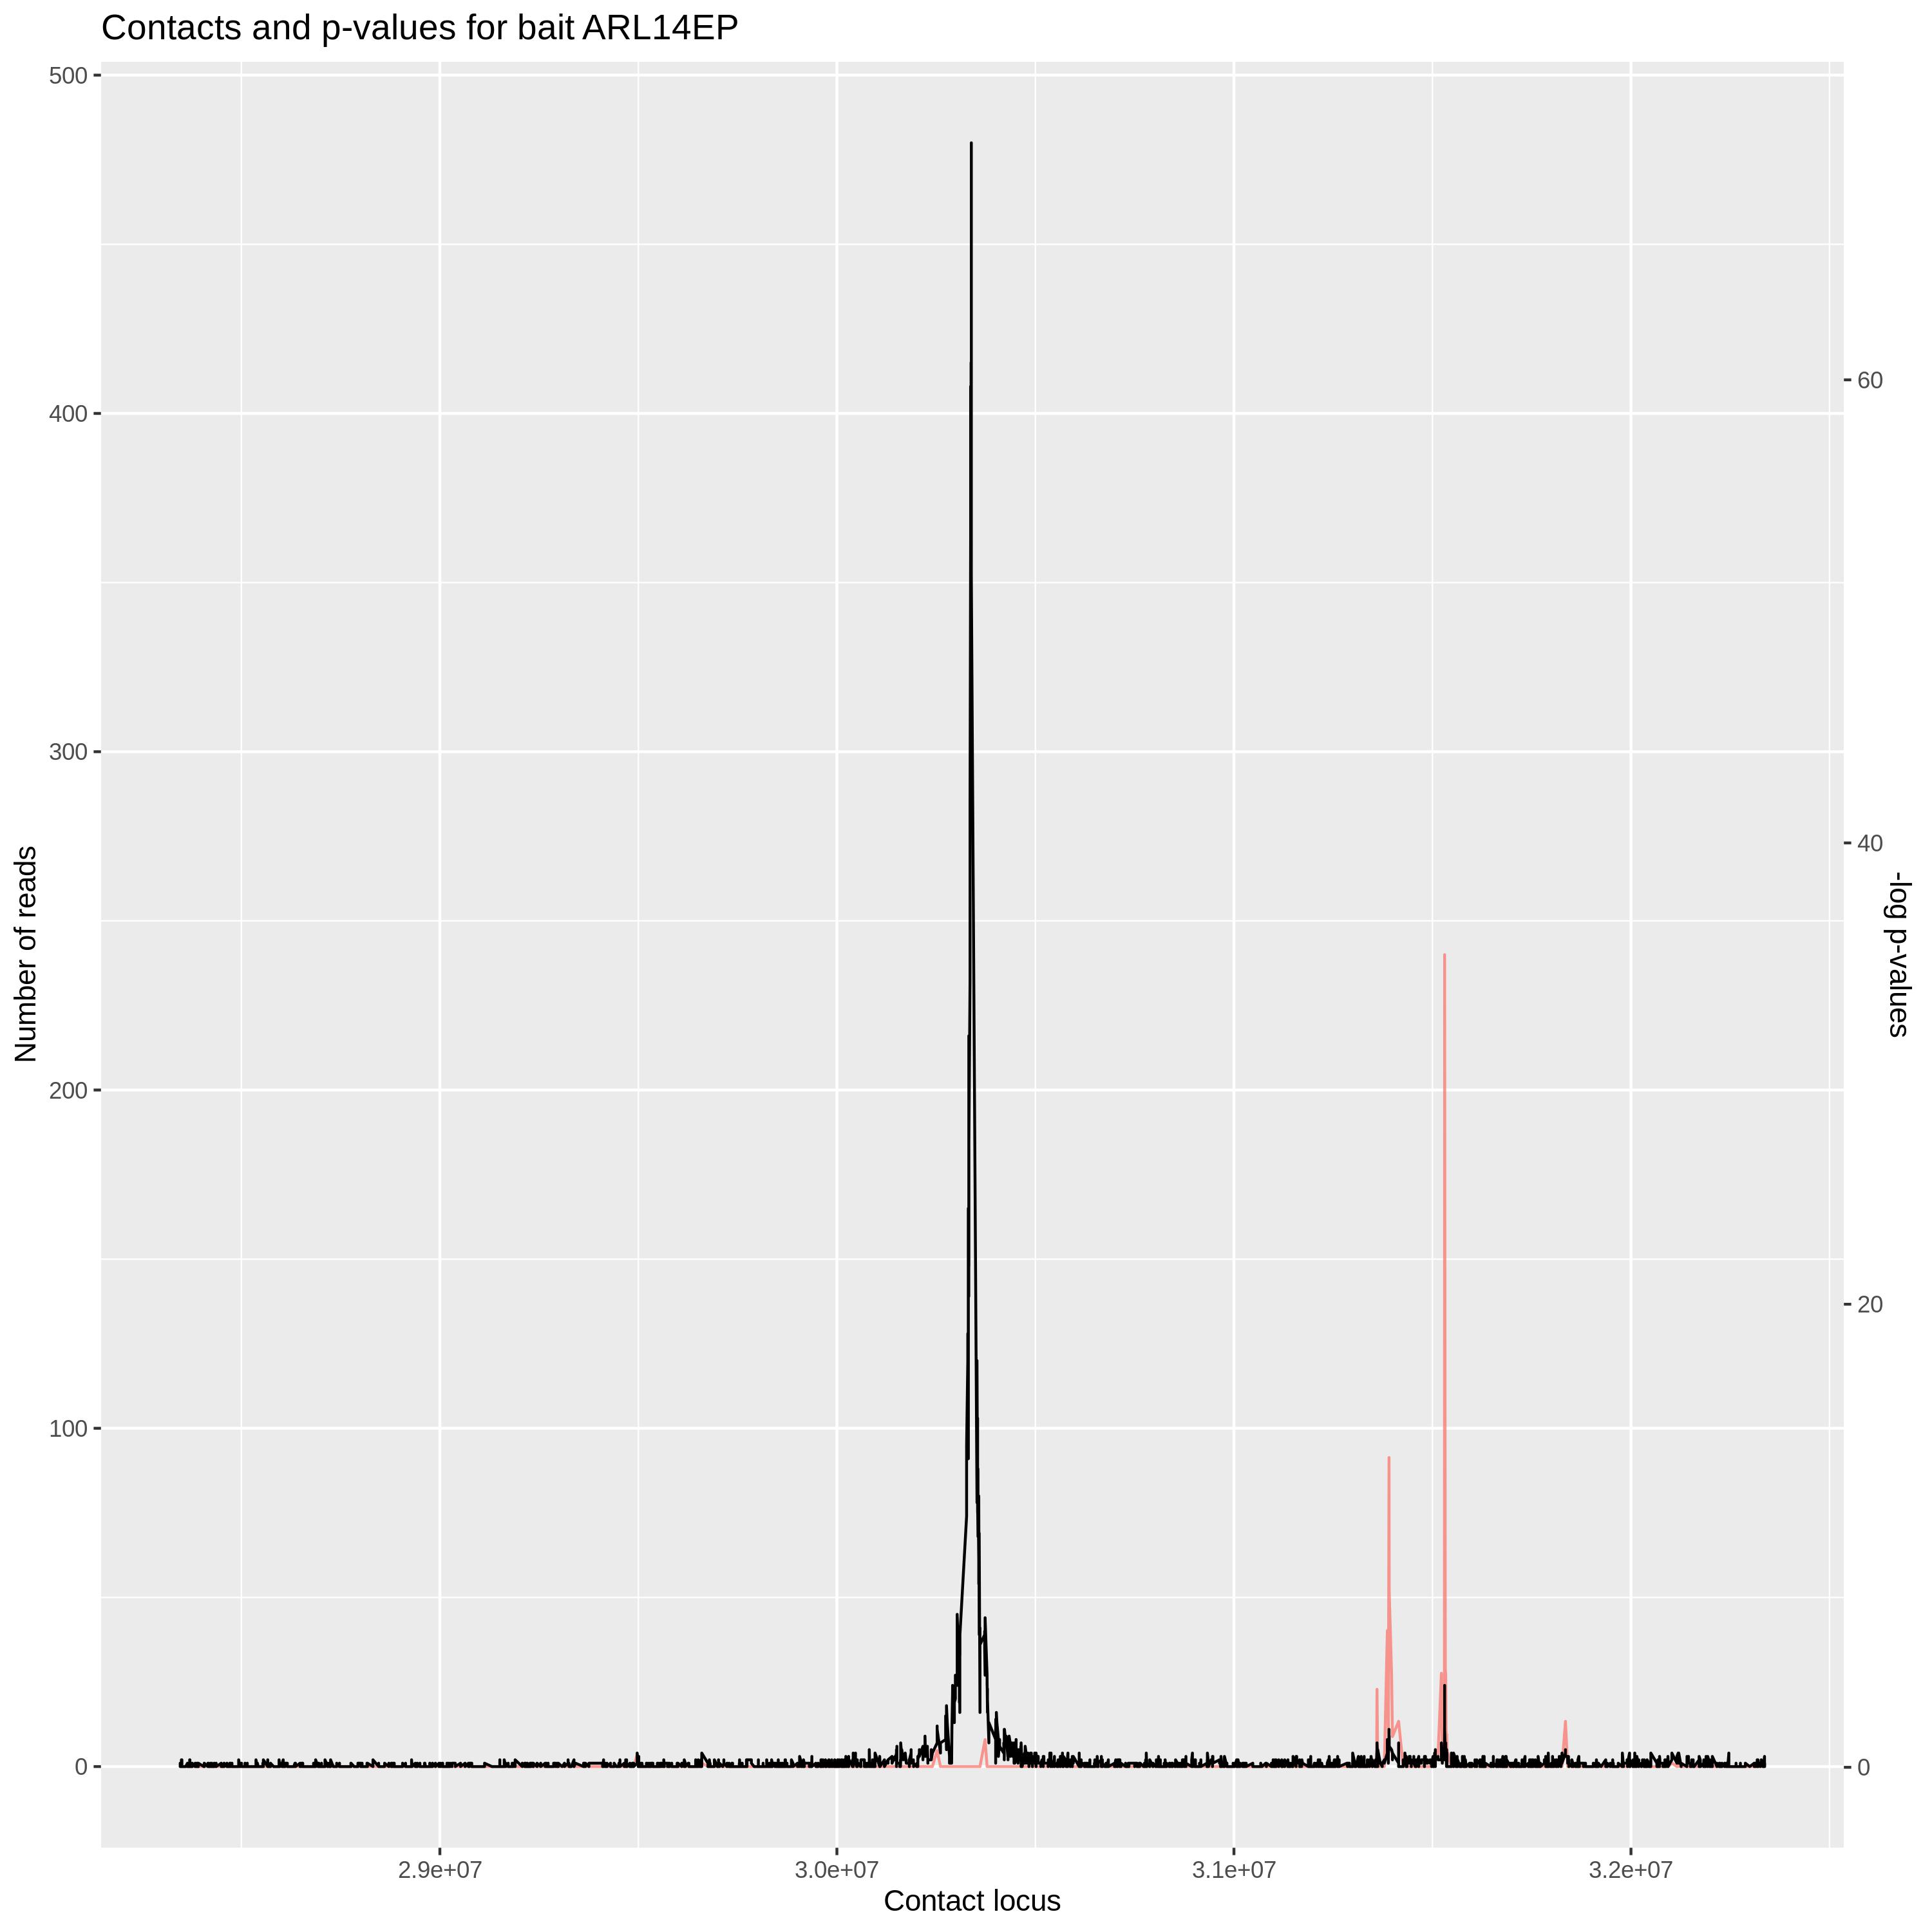 Contacts and p-values for bait ARL14EP
500
400
300
200
100
0
Number of reads
60
40
20
0
-log p-values
2.9e+07
3.0e+07
3.1e+07
3.2e+07
Contact locus